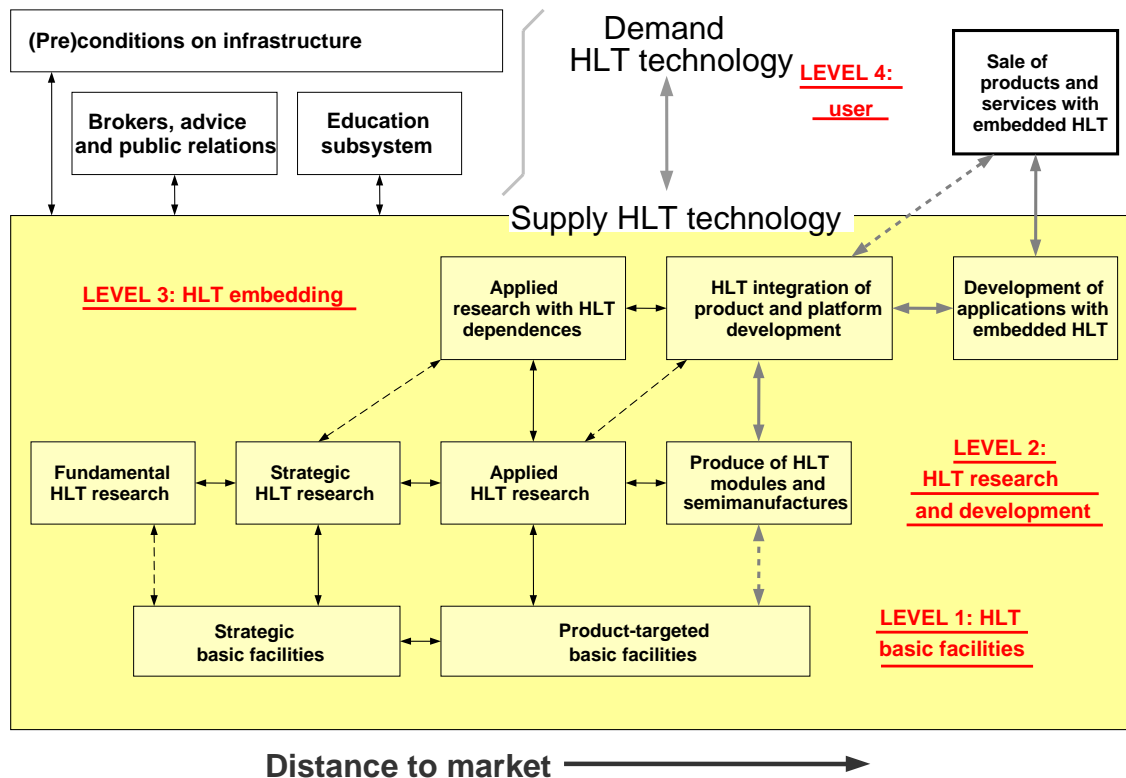 (Pre)conditions on infrastructure
Demand
HLT technology
LEVEL 4:
user
Sale of
products and
services with
embedded HLT
Brokers, advice
and public relations
Education
subsystem
Supply HLT technology
LEVEL 3: HLT embedding
Applied
research with HLT
dependences
HLT integration of
product and platform
development
Development of
applications with
embedded HLT
Fundamental
HLT research
Strategic
HLT research
Applied
HLT research
Produce of HLT
modules and
semimanufactures
LEVEL 2:
HLT research
and development
Strategic
basic facilities
Product-targeted
basic facilities
LEVEL 1: HLT
basic facilities
Distance to market